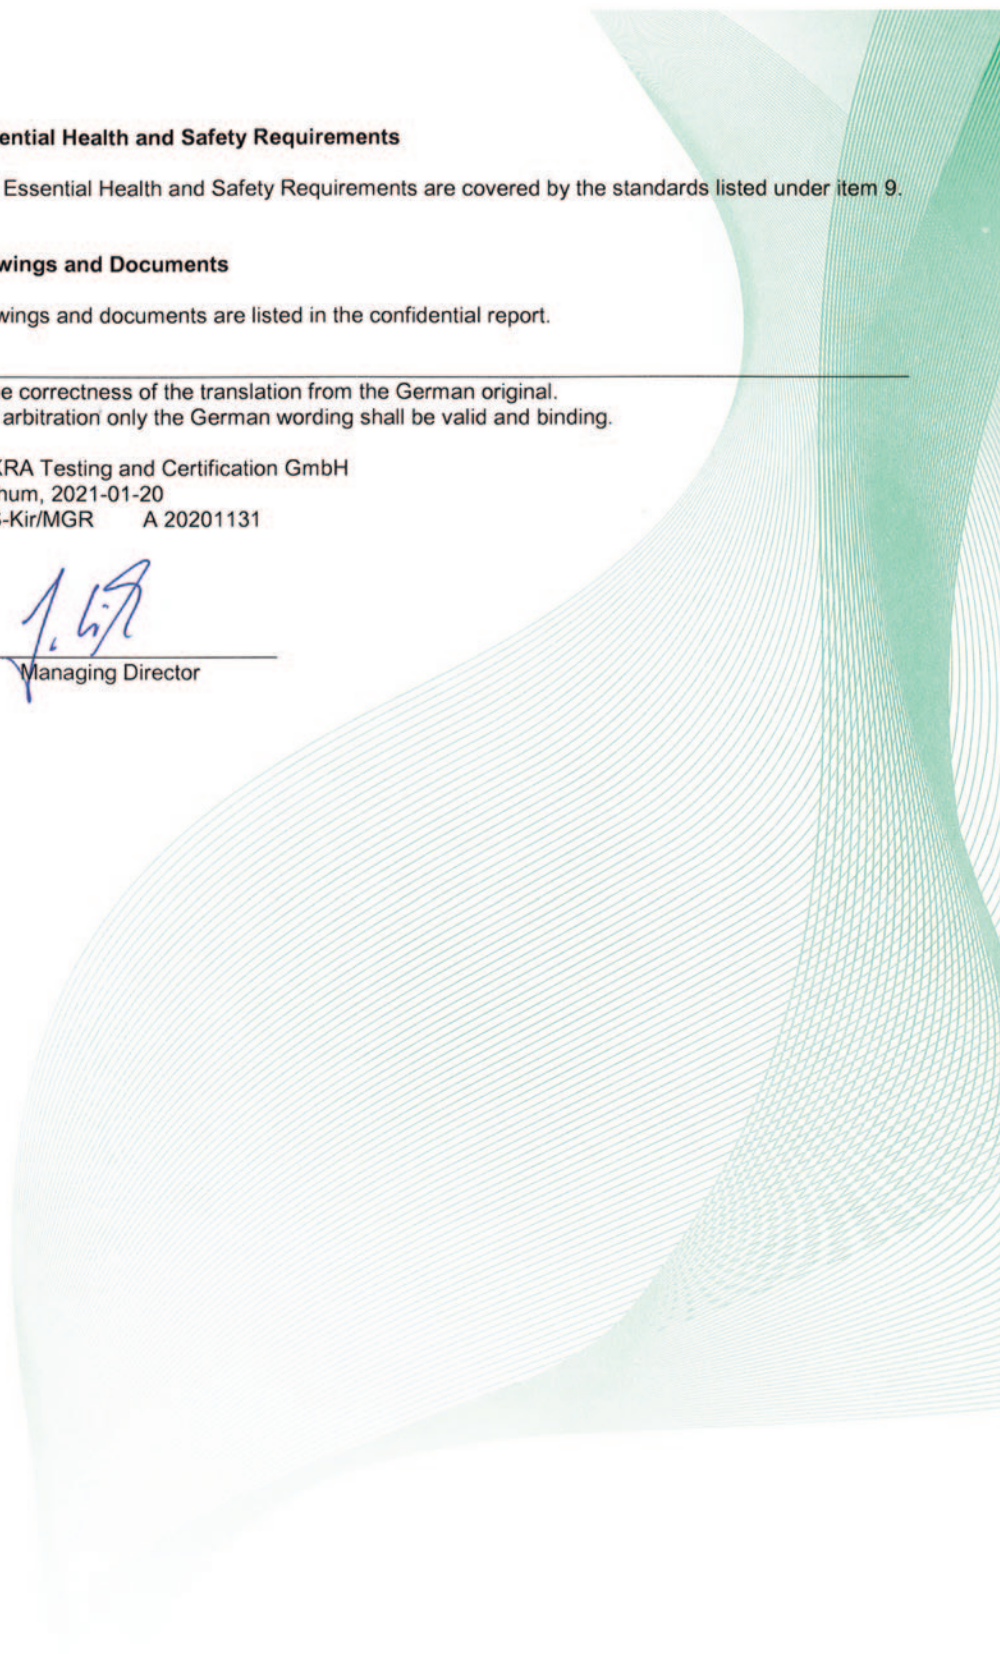 ential Health and Safety Requirements
Essential Health and Safety Requirements are covered by the standards listed under item 9.
wings and Documents
wings and documents are listed in the confidential report.
e correctness of the translation from the German original.
arbitration only the German wording shall be valid and binding.
KRA Testing and Certification GmbH
hum, 2021-01-20
-Kir/MGR A 20201131
Managing Director